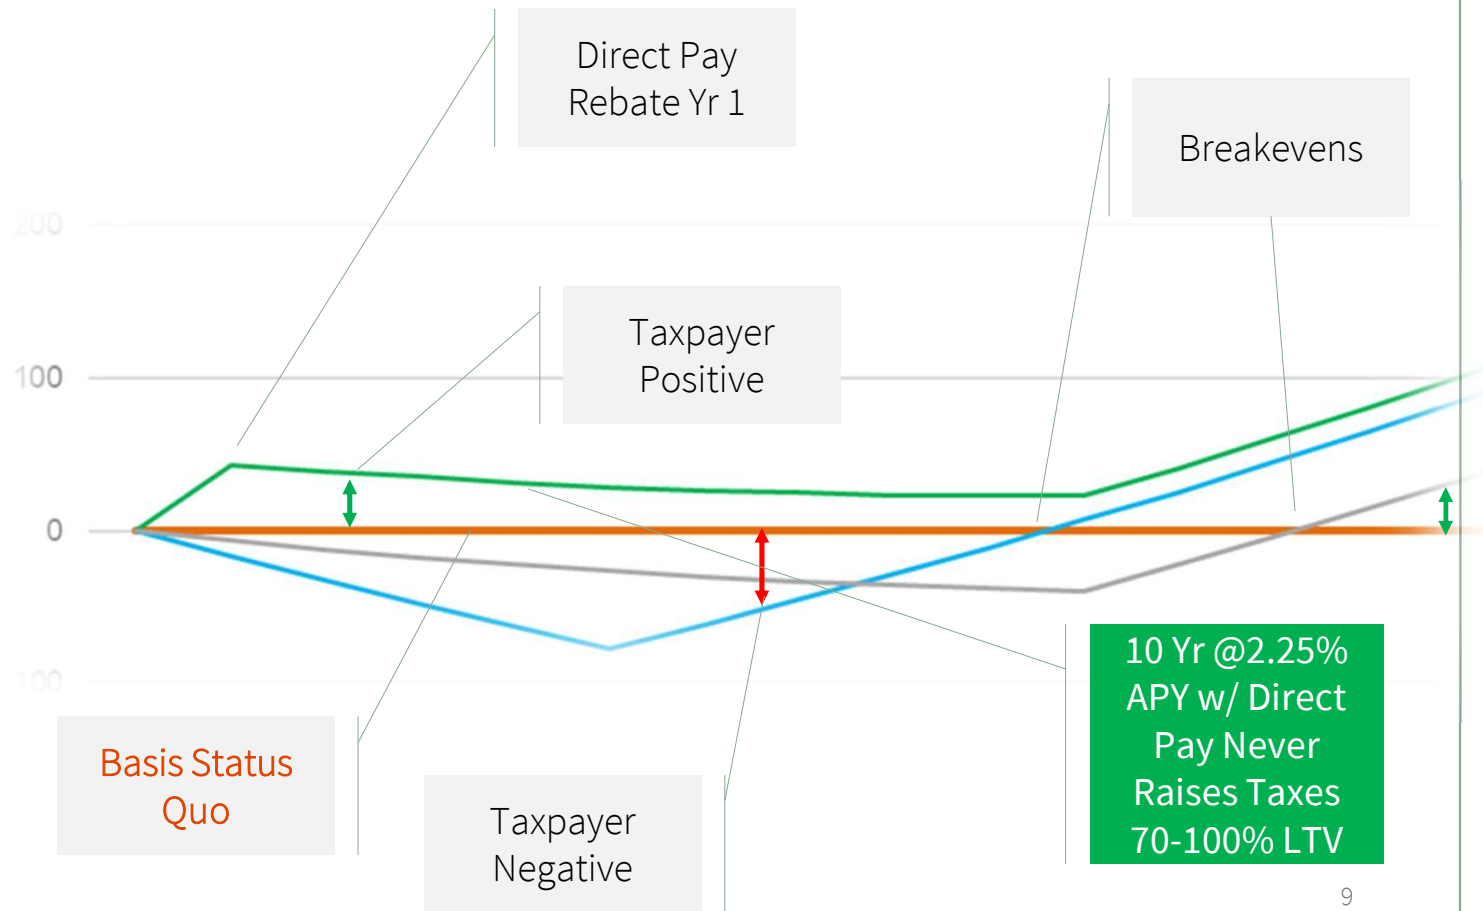 Direct Pay
Rebate Yr 1
Breakevens
200
Taxpayer
Positive
100
0
100
10 Yr @2.25%
APY w/ Direct
Pay Never
Raises Taxes
70-100% LTV
Basis Status
Quo
Taxpayer
Negative
9